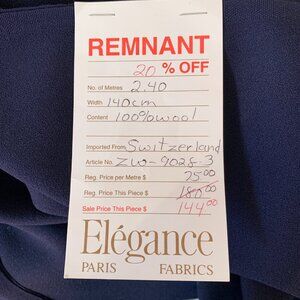 REMNANT
20 % OFF
No. of Metres 2.40
Width 140cm
Content 100% wool
Imported From Switzerland
Article No. ZW-9028-3
Reg. Price per Metre $ 75.00
Reg. Price This Piece $ 180.00
Sale Price This Piece $ 144.00
Elégance
PARIS FABRICS